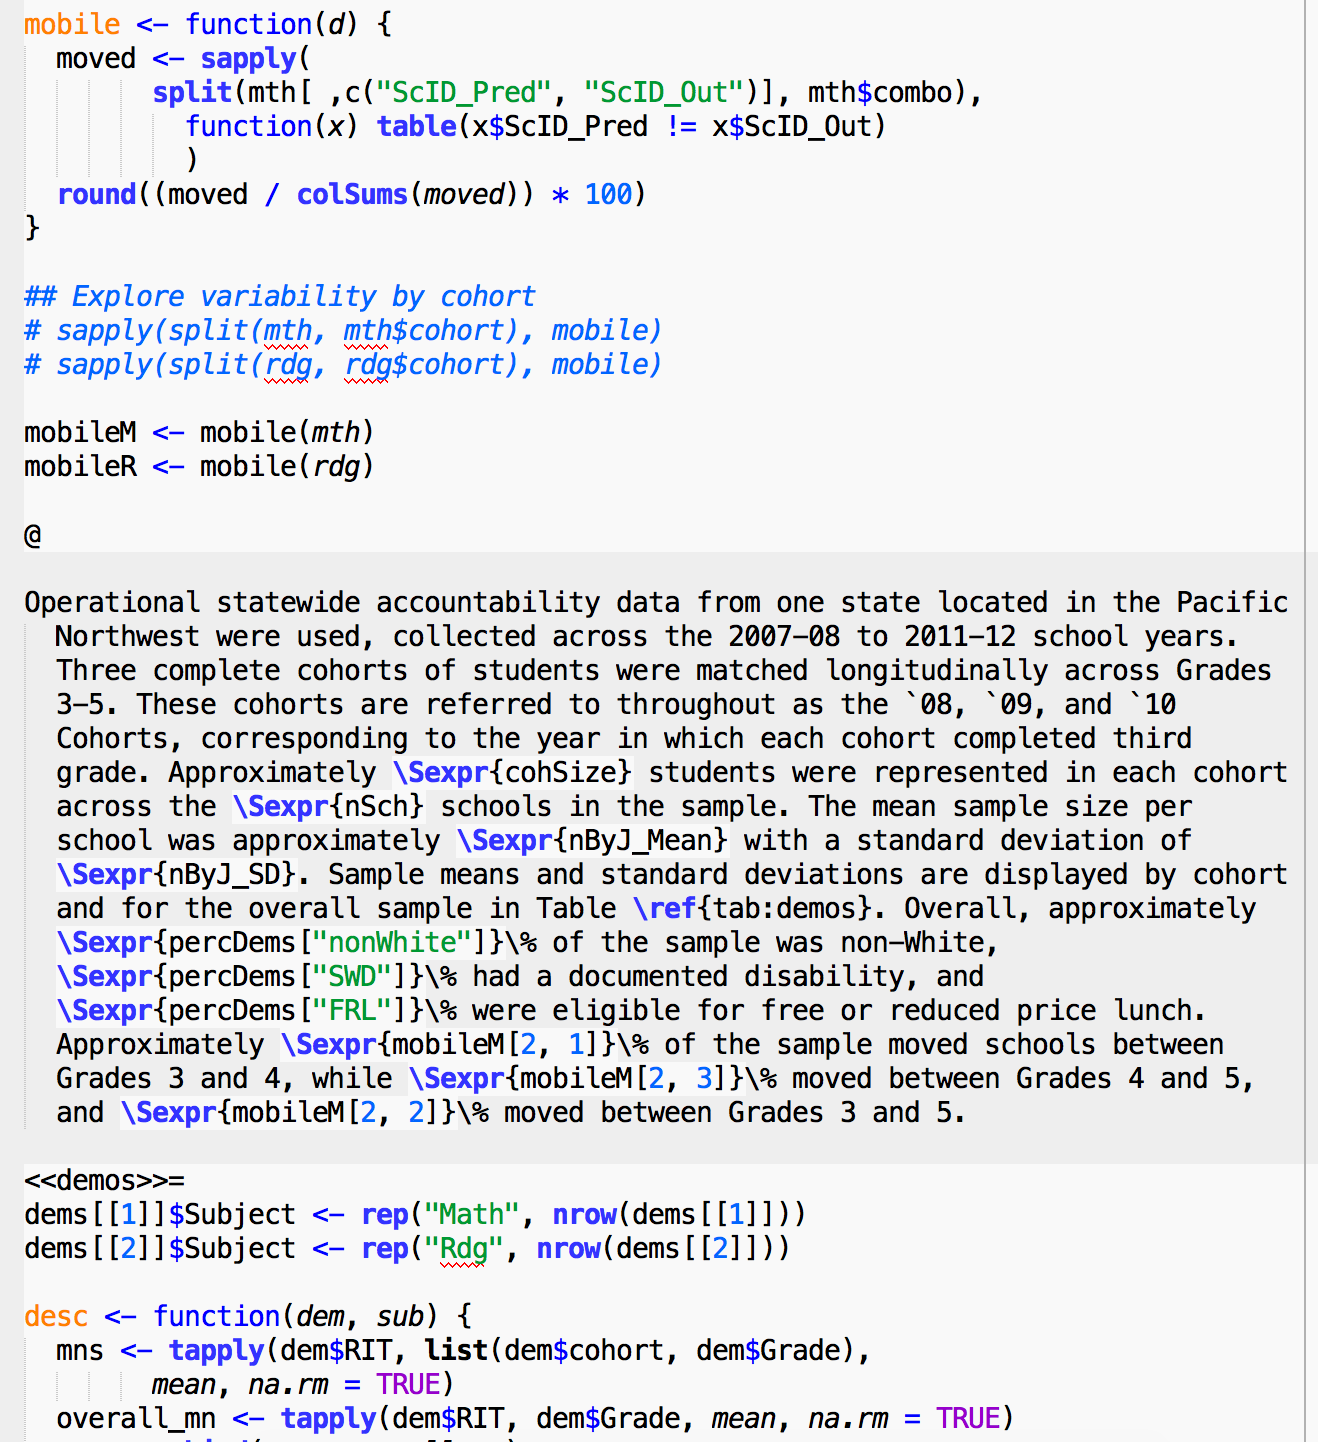 mobile <- function(d) {
  moved <- sapply(
        split(mth[ ,c("ScID_Pred", "ScID_Out")], mth$combo),
          function(x) table(x$ScID_Pred != x$ScID_Out)
          )
  round((moved / colSums(moved)) * 100)
}

## Explore variability by cohort
# sapply(split(mth, mth$cohort), mobile)
# sapply(split(rdg, rdg$cohort), mobile)

mobileM <- mobile(mth)
mobileR <- mobile(rdg)

@

Operational statewide accountability data from one state located in the Pacific
  Northwest were used, collected across the 2007-08 to 2011-12 school years.
  Three complete cohorts of students were matched longitudinally across Grades
  3-5. These cohorts are referred to throughout as the `08, `09, and `10
  Cohorts, corresponding to the year in which each cohort completed third
  grade. Approximately \Sexpr{cohSize} students were represented in each cohort
  across the \Sexpr{nSch} schools in the sample. The mean sample size per
  school was approximately \Sexpr{nByJ_Mean} with a standard deviation of
  \Sexpr{nByJ_SD}. Sample means and standard deviations are displayed by cohort
  and for the overall sample in Table \ref{tab:demos}. Overall, approximately
  \Sexpr{percDems["nonWhite"]}\% of the sample was non-White,
  \Sexpr{percDems["SWD"]}\% had a documented disability, and
  \Sexpr{percDems["FRL"]}\% were eligible for free or reduced price lunch.
  Approximately \Sexpr{mobileM[2, 1]}\% of the sample moved schools between
  Grades 3 and 4, while \Sexpr{mobileM[2, 3]}\% moved between Grades 4 and 5,
  and \Sexpr{mobileM[2, 2]}\% moved between Grades 3 and 5.

<<demos>>=
dems[[1]]$Subject <- rep("Math", nrow(dems[[1]]))
dems[[2]]$Subject <- rep("Rdg", nrow(dems[[2]]))

desc <- function(dem, sub) {
  mns <- tapply(dem$RIT, list(dem$cohort, dem$Grade),
        mean, na.rm = TRUE)
  overall_mn <- tapply(dem$RIT, dem$Grade, mean, na.rm = TRUE)